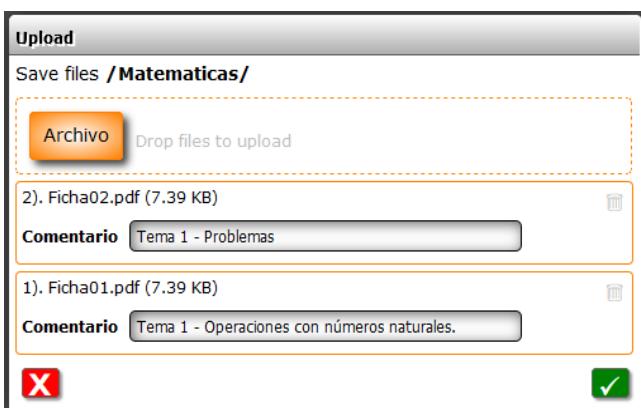 Upload
Save files /Matematicas/
Archivo Drop files to upload
2). Ficha02.pdf (7.39 KB)
Comentario Tema 1 - Problemas
1). Ficha01.pdf (7.39 KB)
Comentario Tema 1 - Operaciones con números naturales.
X